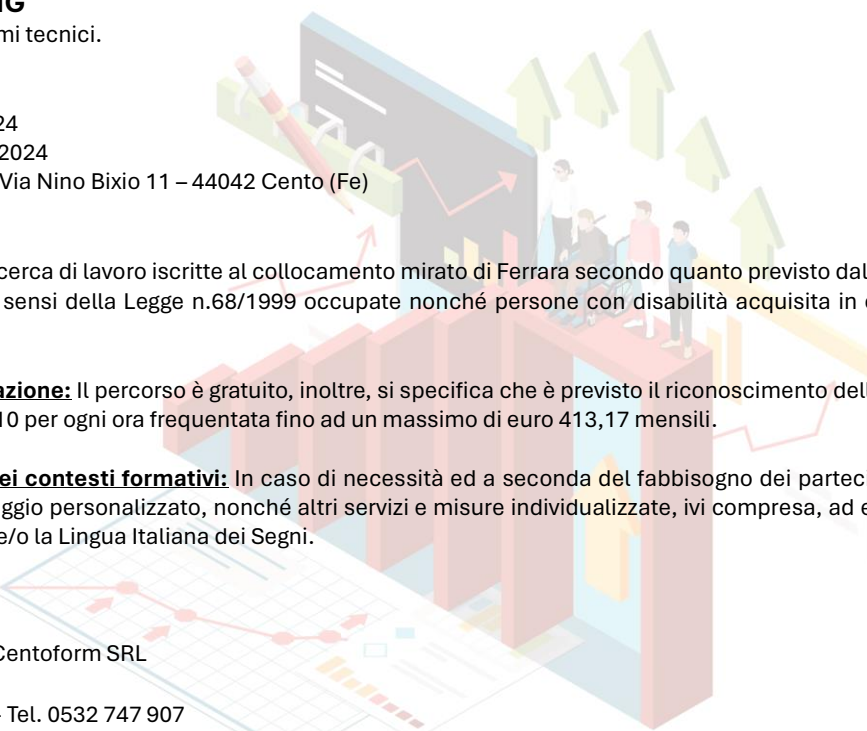 NG
mi tecnici.
24
2024
Via Nino Bixio 11 – 44042 Cento (Fe)
cerca di lavoro iscritte al collocamento mirato di Ferrara secondo quanto previsto dal
sensi della Legge n.68/1999 occupate nonché persone con disabilità acquisita in
azione: Il percorso è gratuito, inoltre, si specifica che è previsto il riconoscimento dell
10 per ogni ora frequentata fino ad un massimo di euro 413,17 mensili.
ei contesti formativi: In caso di necessità ed a seconda del fabbisogno dei parteci
ggio personalizzato, nonché altri servizi e misure individualizzate, ivi compresa, ad e
e/o la Lingua Italiana dei Segni.
Centoform SRL
- Tel. 0532 747 907